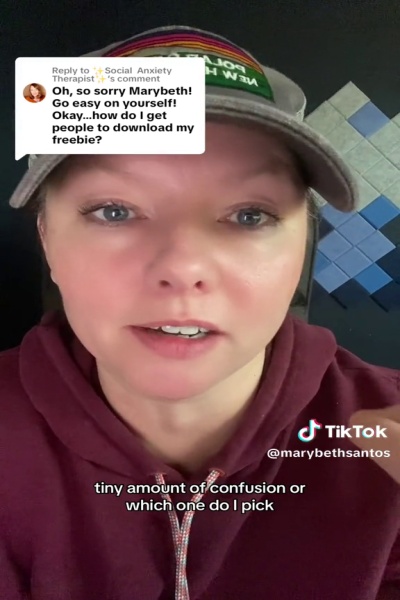 Reply to ✨Social Anxiety
Therapist✨'s comment
Oh, so sorry Marybeth!
Go easy on yourself!
Okay...how do I get
people to download my
freebie?
TikTok
@marybethsantos
tiny amount of confusion or
which one do I pick